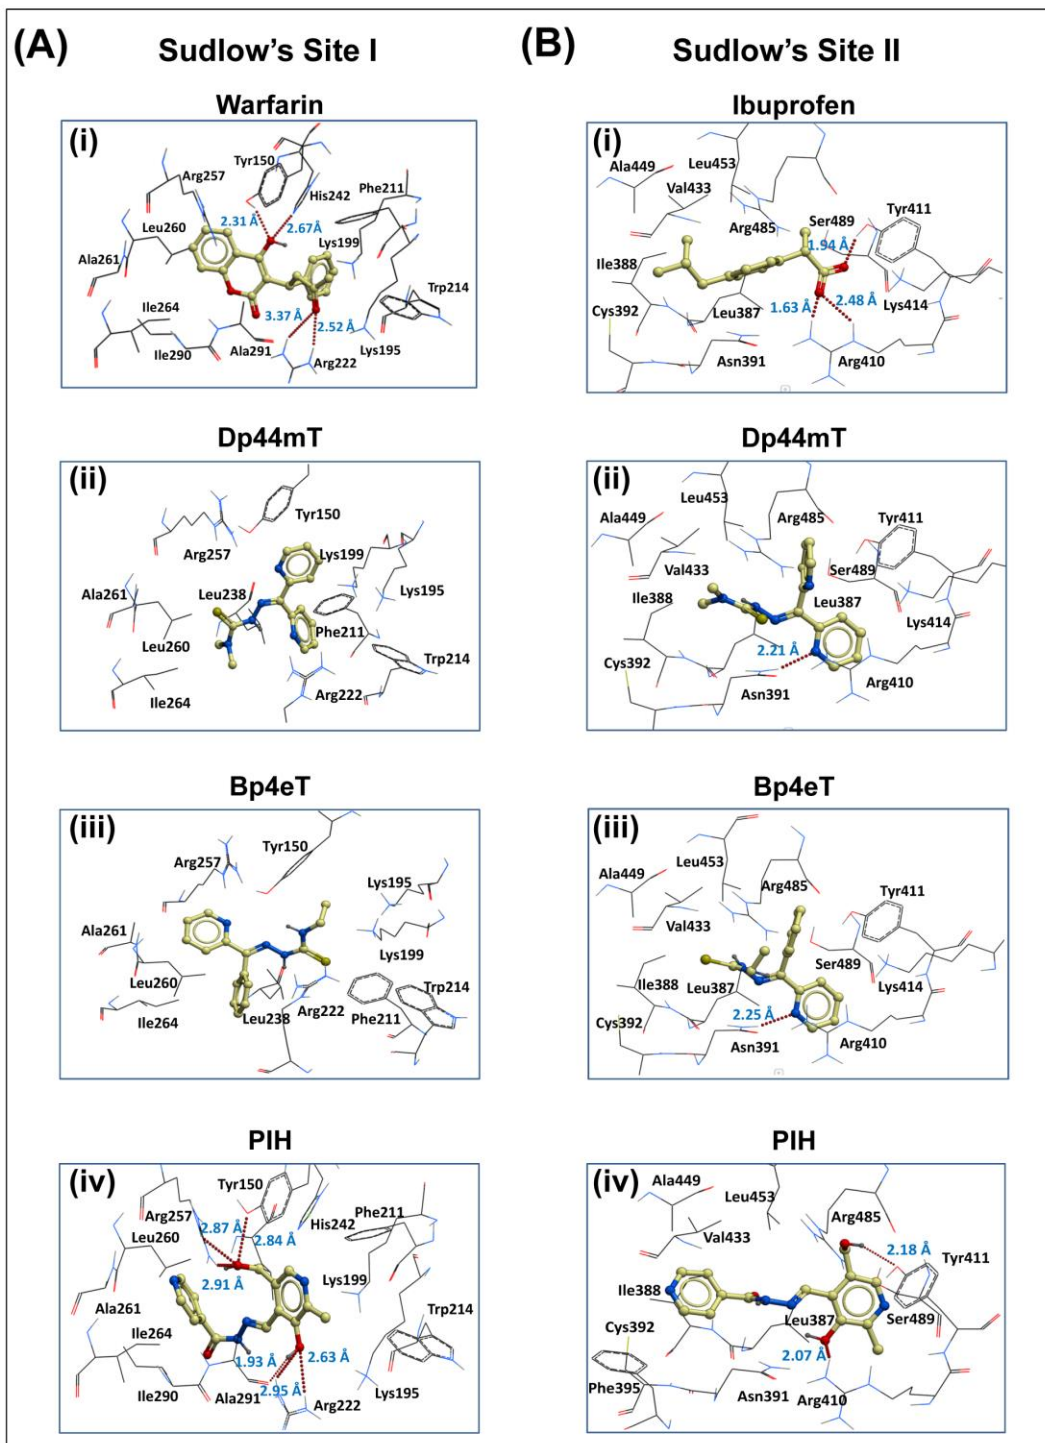 (A) Sudlow's Site I
Warfarin
(i)
Tyr150
Arg257
His242
Phe211
2.31 Å
2.67Å
Leu260
Lys199
Ala261
Trp214
Ile264
3.37 Å
2.52 Å
Ile290
Ala291
Arg222
Lys195
Dp44mT
(ii)
Tyr150
Arg257
Lys199
Ala261
Leu238
Lys195
Leu260
Phe211
Trp214
Ile264
Arg222
Bp4eT
(iii)
Tyr150
Arg257
Lys195
Ala261
Lys199
Leu260
Ile264
Leu238
Arg222
Phe211
Trp214
PIH
(iv)
Tyr150
Arg257
Phe211
His242
2.87 Å
2.84 Å
Leu260
2.91 Å
Lys199
Ala261
Trp214
Ile264
1.93 Å
2.63 Å
Ile290
Ala291
2.95 Å
Arg222
Lys195
(B) Sudlow's Site II
Ibuprofen
(i)
Leu453
Ala449
Val433
Ser489
Tyr411
Arg485
1.94 Å
Ile388
Cys392
Leu387
1.63 Å
2.48 Å
Lys414
Asn391
Arg410
Dp44mT
(ii)
Leu453
Arg485
Ala449
Tyr411
Val433
Ser489
Ile388
Leu387
Lys414
2.21 Å
Cys392
Asn391
Arg410
Bp4eT
(iii)
Leu453
Ala449
Arg485
Tyr411
Val433
Ser489
Ile388
Leu387
Lys414
2.25 Å
Cys392
Asn391
Arg410
PIH
(iv)
Ala449
Leu453
Arg485
Val433
2.18 Å
Tyr411
Ile388
Leu387
Ser489
Cys392
2.07 Å
Phe395
Asn391
Arg410